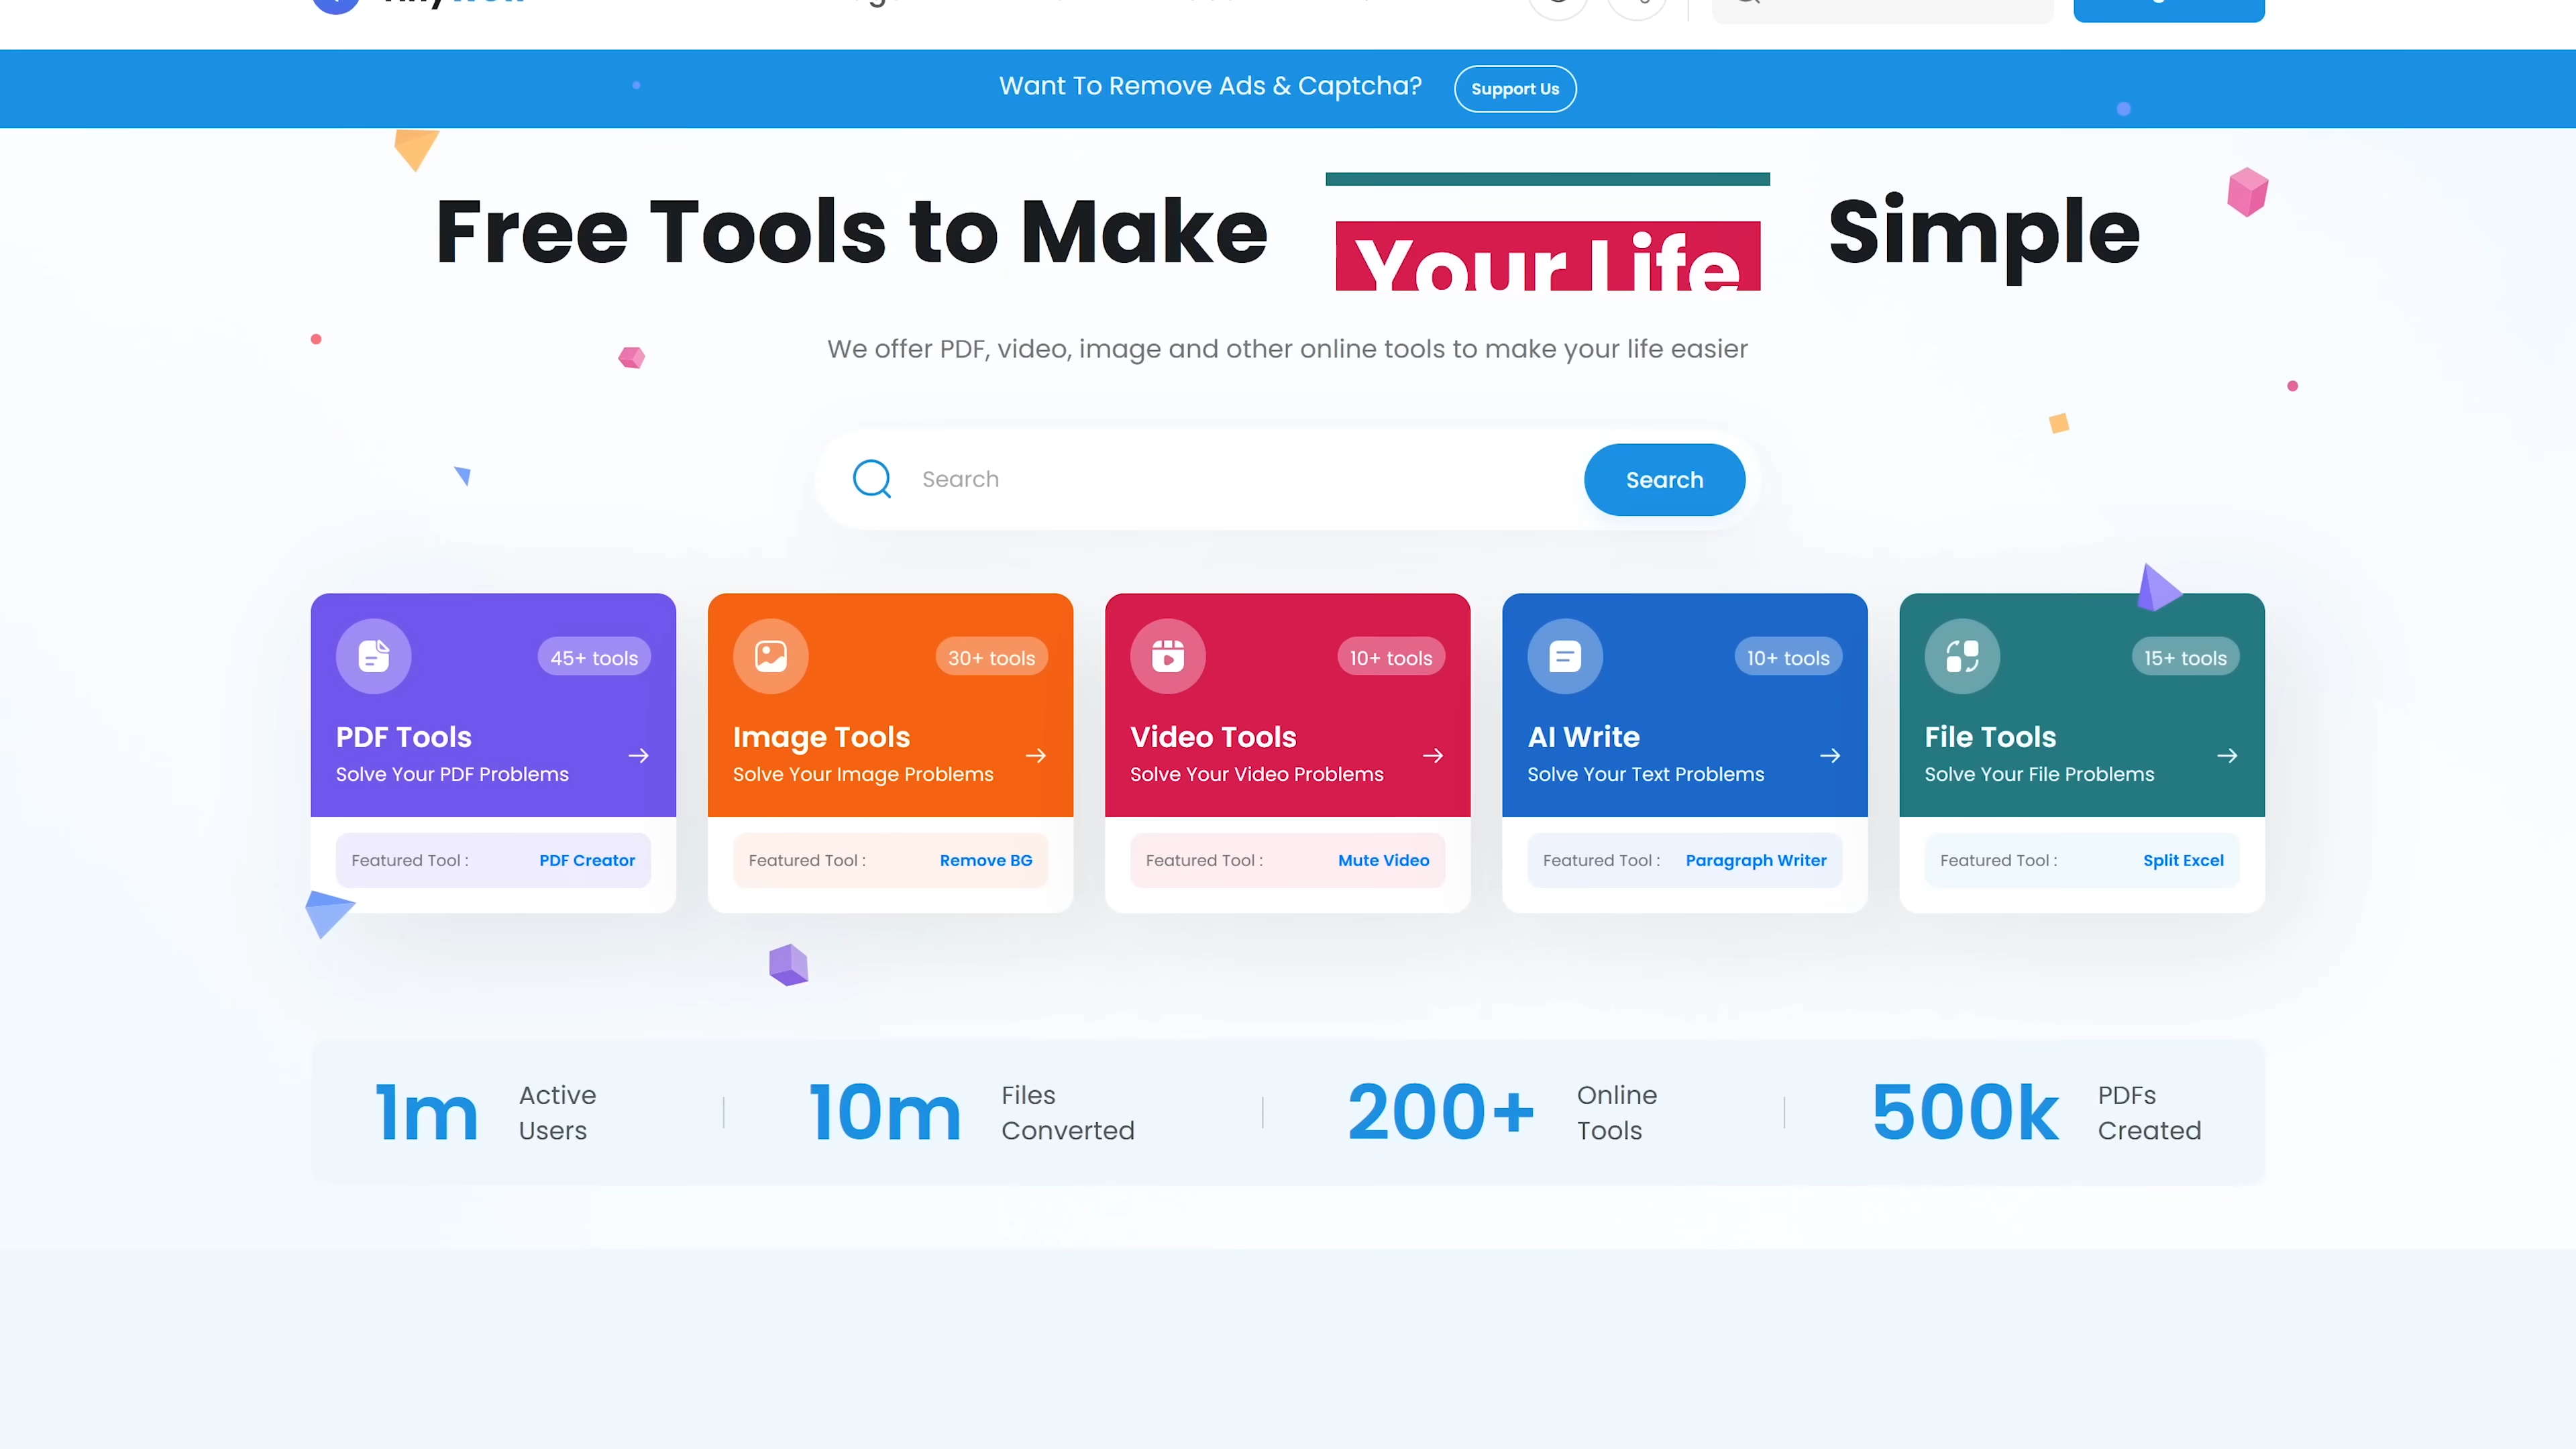 Want To Remove Ads & Captcha?
Support Us
Free Tools to Make Your Life Simple
We offer PDF, video, image and other online tools to make your life easier
Search
Search
45+ tools
PDF Tools
Solve Your PDF Problems
Featured Tool :
PDF Creator
30+ tools
Image Tools
Solve Your Image Problems
Featured Tool :
Remove BG
10+ tools
Video Tools
Solve Your Video Problems
Featured Tool :
Mute Video
10+ tools
AI Write
Solve Your Text Problems
Featured Tool :
Paragraph Writer
15+ tools
File Tools
Solve Your File Problems
Featured Tool :
Split Excel
1m
Active
Users
10m
Files
Converted
200+
Online
Tools
500k
PDFs
Created